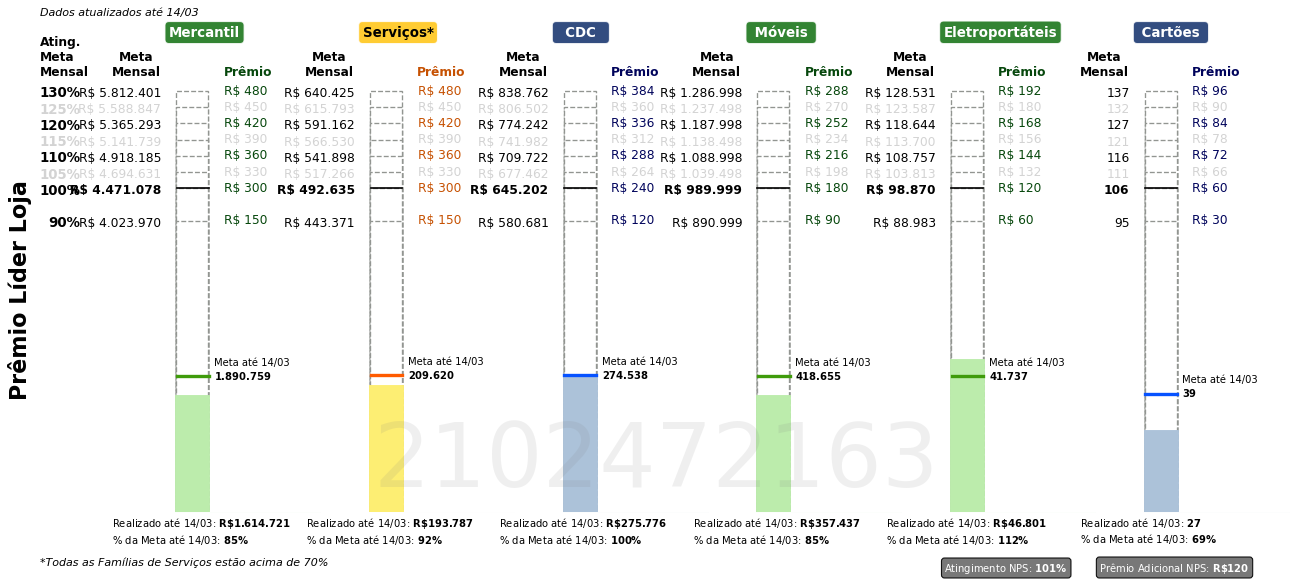 Dados atualizados até 14/03
Mercantil Serviços* CDC Móveis Eletroportáteis Cartões
Ating. Meta Mensal Meta Mensal Prêmio Meta Mensal Prêmio Meta Mensal Prêmio Meta Mensal Prêmio Meta Mensal Prêmio Meta Mensal Prêmio
130% R$ 5.812.401 R$ 480 R$ 640.425 R$ 480 R$ 838.762 R$ 384 R$ 1.286.998 R$ 288 R$ 128.531 R$ 192 137 R$ 96
125% R$ 5.588.847 R$ 450 R$ 615.793 R$ 450 R$ 806.502 R$ 360 R$ 1.237.498 R$ 270 R$ 123.587 R$ 180 132 R$ 90
120% R$ 5.365.293 R$ 420 R$ 591.162 R$ 420 R$ 774.242 R$ 336 R$ 1.187.998 R$ 252 R$ 118.644 R$ 168 127 R$ 84
115% R$ 5.141.739 R$ 390 R$ 566.530 R$ 390 R$ 741.982 R$ 312 R$ 1.138.498 R$ 234 R$ 113.700 R$ 156 121 R$ 78
110% R$ 4.918.185 R$ 360 R$ 541.898 R$ 360 R$ 709.722 R$ 288 R$ 1.088.998 R$ 216 R$ 108.757 R$ 144 116 R$ 72
105% R$ 4.694.631 R$ 330 R$ 517.266 R$ 330 R$ 677.462 R$ 264 R$ 1.039.498 R$ 198 R$ 103.813 R$ 132 111 R$ 66
100% R$ 4.471.078 R$ 300 R$ 492.635 R$ 300 R$ 645.202 R$ 240 R$ 989.999 R$ 180 R$ 98.870 R$ 120 106 R$ 60
90% R$ 4.023.970 R$ 150 R$ 443.371 R$ 150 R$ 580.681 R$ 120 R$ 890.999 R$ 90 R$ 88.983 R$ 60 95 R$ 30
Prêmio Líder Loja
Meta até 14/03 Meta até 14/03 Meta até 14/03 Meta até 14/03 Meta até 14/03 Meta até 14/03
1.890.759 209.620 274.538 418.655 41.737 39
2102472163
Realizado até 14/03: R$1.614.721 Realizado até 14/03: R$193.787 Realizado até 14/03: R$275.776 Realizado até 14/03: R$357.437 Realizado até 14/03: R$46.801 Realizado até 14/03: 27
% da Meta até 14/03: 85% % da Meta até 14/03: 92% % da Meta até 14/03: 100% % da Meta até 14/03: 85% % da Meta até 14/03: 112% % da Meta até 14/03: 69%
*Todas as Famílias de Serviços estão acima de 70% Atingimento NPS: 101% Prêmio Adicional NPS: R$120